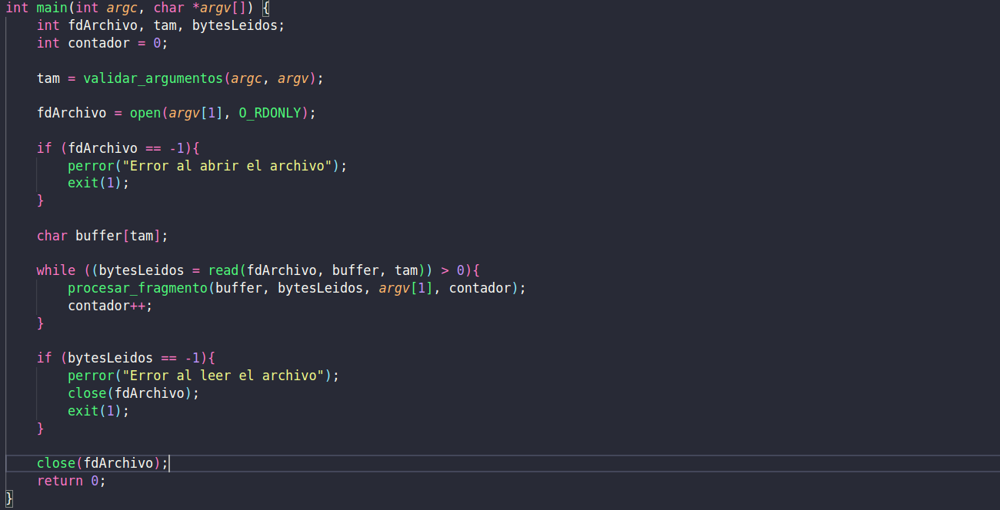 int main(int argc, char *argv[]) {
    int fdArchivo, tam, bytesLeidos;
    int contador = 0;

    tam = validar_argumentos(argc, argv);

    fdArchivo = open(argv[1], O_RDONLY);

    if (fdArchivo == -1){
        perror("Error al abrir el archivo");
        exit(1);
    }

    char buffer[tam];

    while ((bytesLeidos = read(fdArchivo, buffer, tam)) > 0){
        procesar_fragmento(buffer, bytesLeidos, argv[1], contador);
        contador++;
    }

    if (bytesLeidos == -1){
        perror("Error al leer el archivo");
        close(fdArchivo);
        exit(1);
    }

    close(fdArchivo);
    return 0;
}